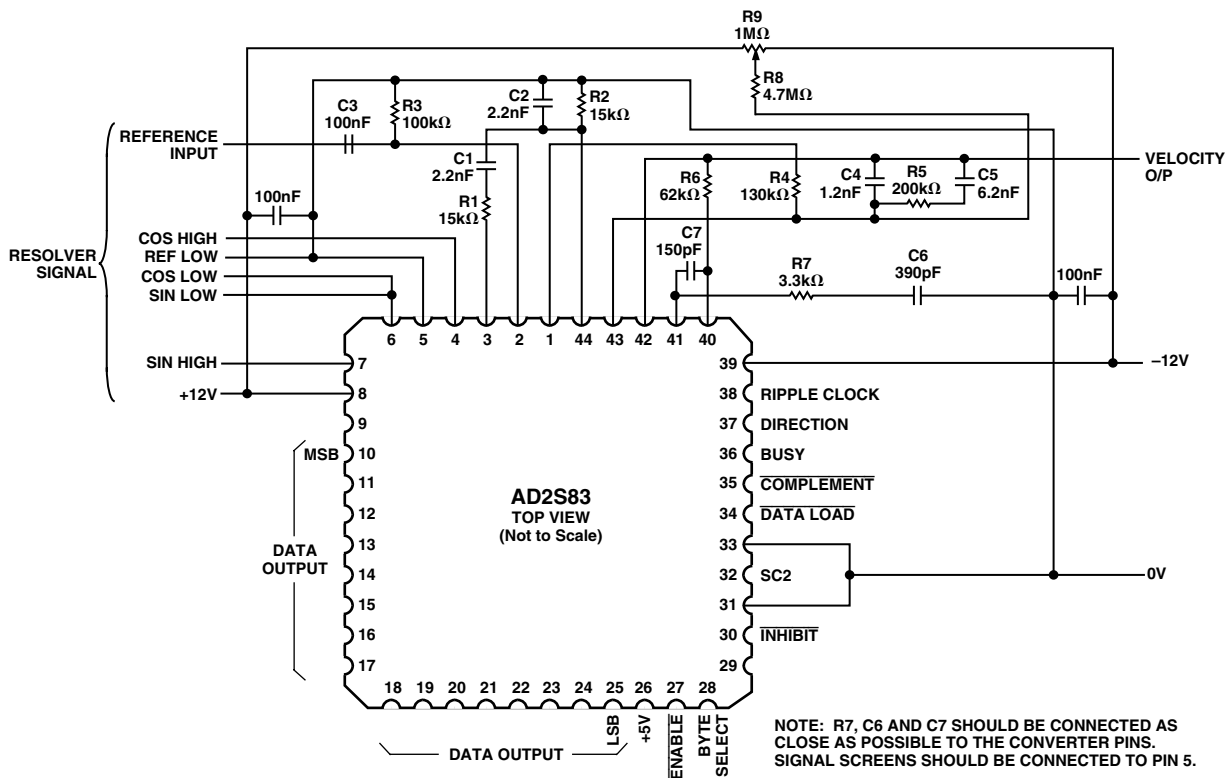 R9
1MΩ
R8
4.7MΩ
C3
100nF
R3
100kΩ
C2
2.2nF
R2
15kΩ
REFERENCE
INPUT
C1
2.2nF
R1
15kΩ
100nF
R6
62kΩ
R4
130kΩ
C4
1.2nF
R5
200kΩ
C5
6.2nF
VELOCITY
O/P
RESOLVER
SIGNAL
COS HIGH
REF LOW
COS LOW
SIN LOW
C7
150pF
R7
3.3kΩ
C6
390pF
100nF
6 5 4 3 2 1 44 43 42 41 40
SIN HIGH
7
39
–12V
+12V
8
38 RIPPLE CLOCK
9
37 DIRECTION
MSB 10
36 BUSY
11
35 COMPLEMENT
12
34 DATA LOAD
13
33
14
32 SC2
15
31
16
30 INHIBIT
17
29
0V
DATA
OUTPUT
AD2S83
TOP VIEW
(Not to Scale)
18 19 20 21 22 23 24 25 26 27 28
LSB
+5V
ENABLE
BYTE
SELECT
DATA OUTPUT
NOTE: R7, C6 AND C7 SHOULD BE CONNECTED AS
CLOSE AS POSSIBLE TO THE CONVERTER PINS.
SIGNAL SCREENS SHOULD BE CONNECTED TO PIN 5.